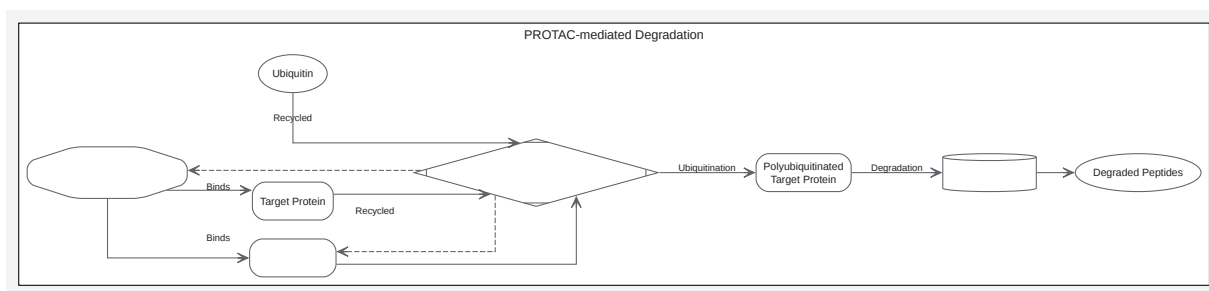 PROTAC-mediated Degradation
Ubiquitin
Recycled
Binds
Target Protein
Recycled
Binds
Ubiquitination
Polyubiquitinated
Target Protein
Degradation
Degraded Peptides